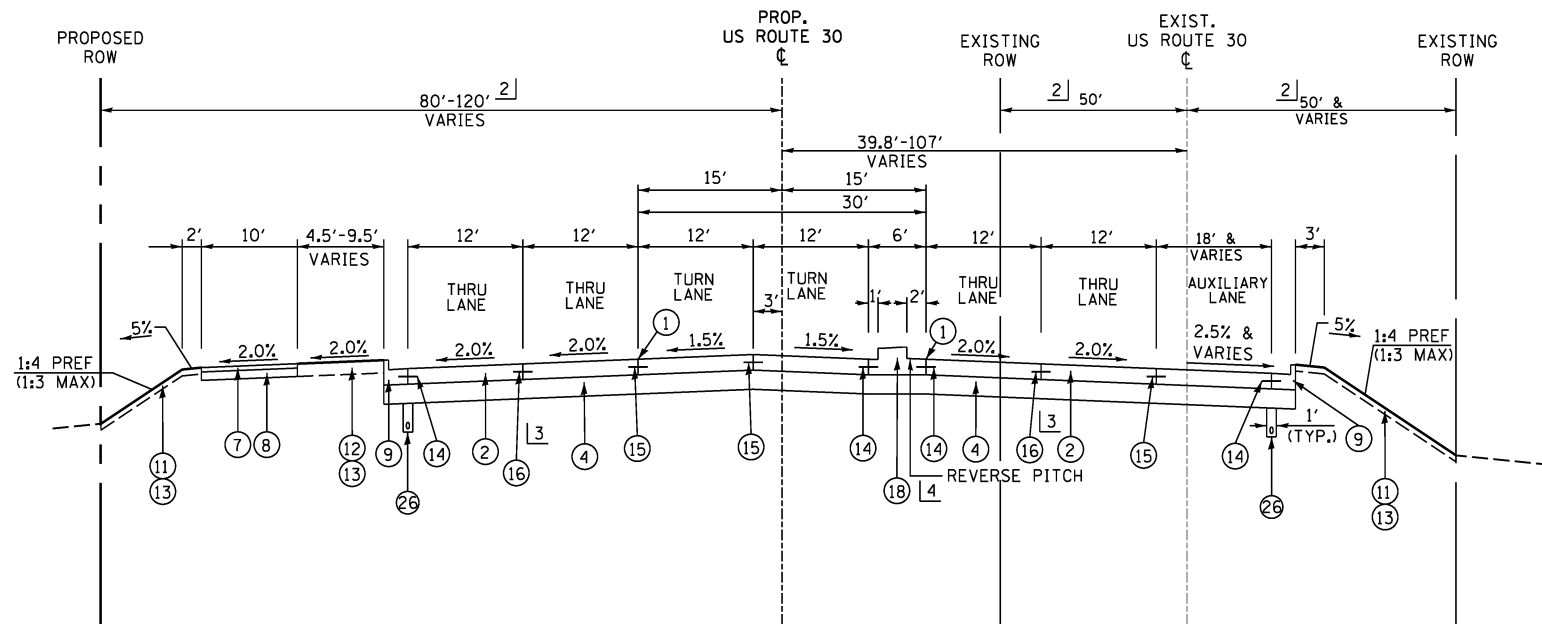 PROPOSED
ROW
PROP.
US ROUTE 30
℄
EXISTING
ROW
EXIST.
US ROUTE 30
℄
EXISTING
ROW
80'-120'
VARIES
2
2
50'
2
50' &
VARIES
39.8'-107'
VARIES
15'
15'
30'
2'
10'
4.5'-9.5'
VARIES
12'
12'
12'
12'
6'
12'
12'
18' &
VARIES
3'
THRU
LANE
THRU
LANE
TURN
LANE
TURN
LANE
THRU
LANE
THRU
LANE
AUXILIARY
LANE
3'
1'
2'
1
1
5%
2.0%
2.0%
2.0%
2.0%
1.5%
1.5%
2.0%
2.0%
2.5% &
VARIES
5%
1:4 PREF
(1:3 MAX)
1:4 PREF
(1:3 MAX)
11
13
7
8
12
13
9
14
2
16
3
4
15
15
14
18
14
4
REVERSE PITCH
4
16
3
2
15
14
1'
(TYP.)
9
11
13
26
26